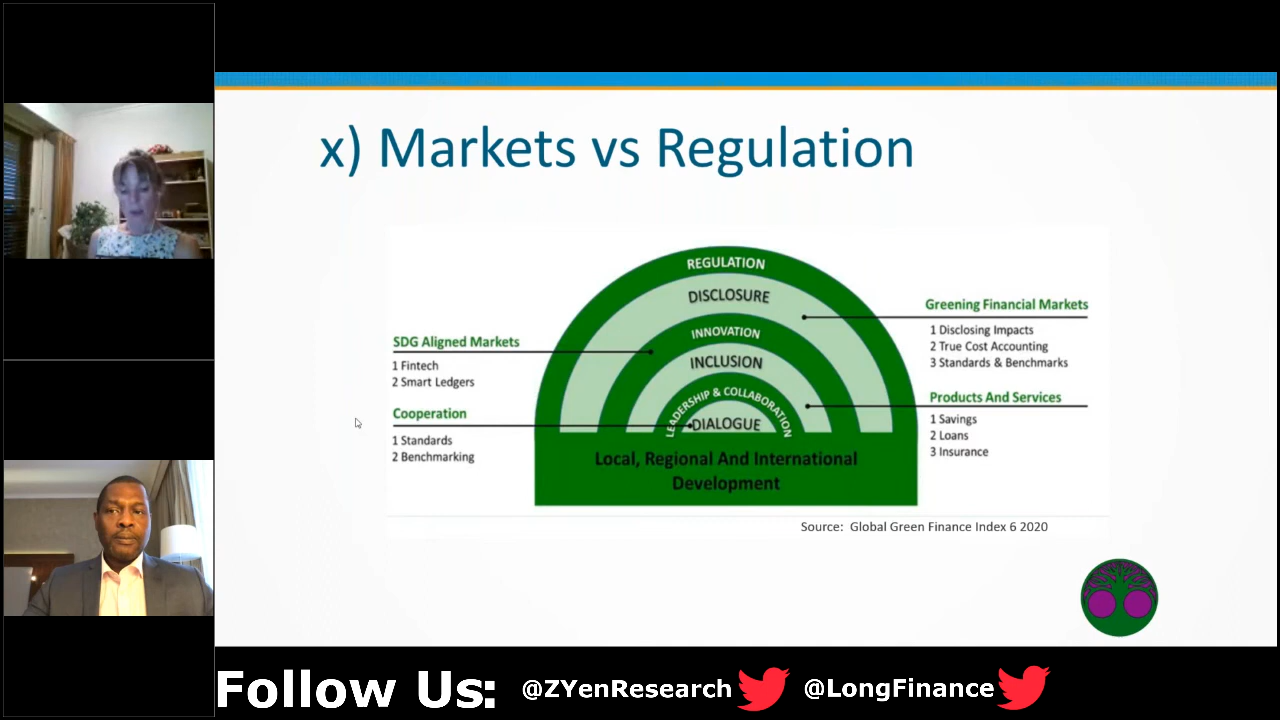 x) Markets vs Regulation
REGULATION
DISCLOSURE
INNOVATION
INCLUSION
LEADERSHIP & COLLABORATION
DIALOGUE
Local, Regional And International
Development
SDG Aligned Markets
1 Fintech
2 Smart Ledgers
Cooperation
1 Standards
2 Benchmarking
Greening Financial Markets
1 Disclosing Impacts
2 True Cost Accounting
3 Standards & Benchmarks
Products And Services
1 Savings
2 Loans
3 Insurance
Source: Global Green Finance Index 6 2020
Follow Us: @ZYenResearch @LongFinance